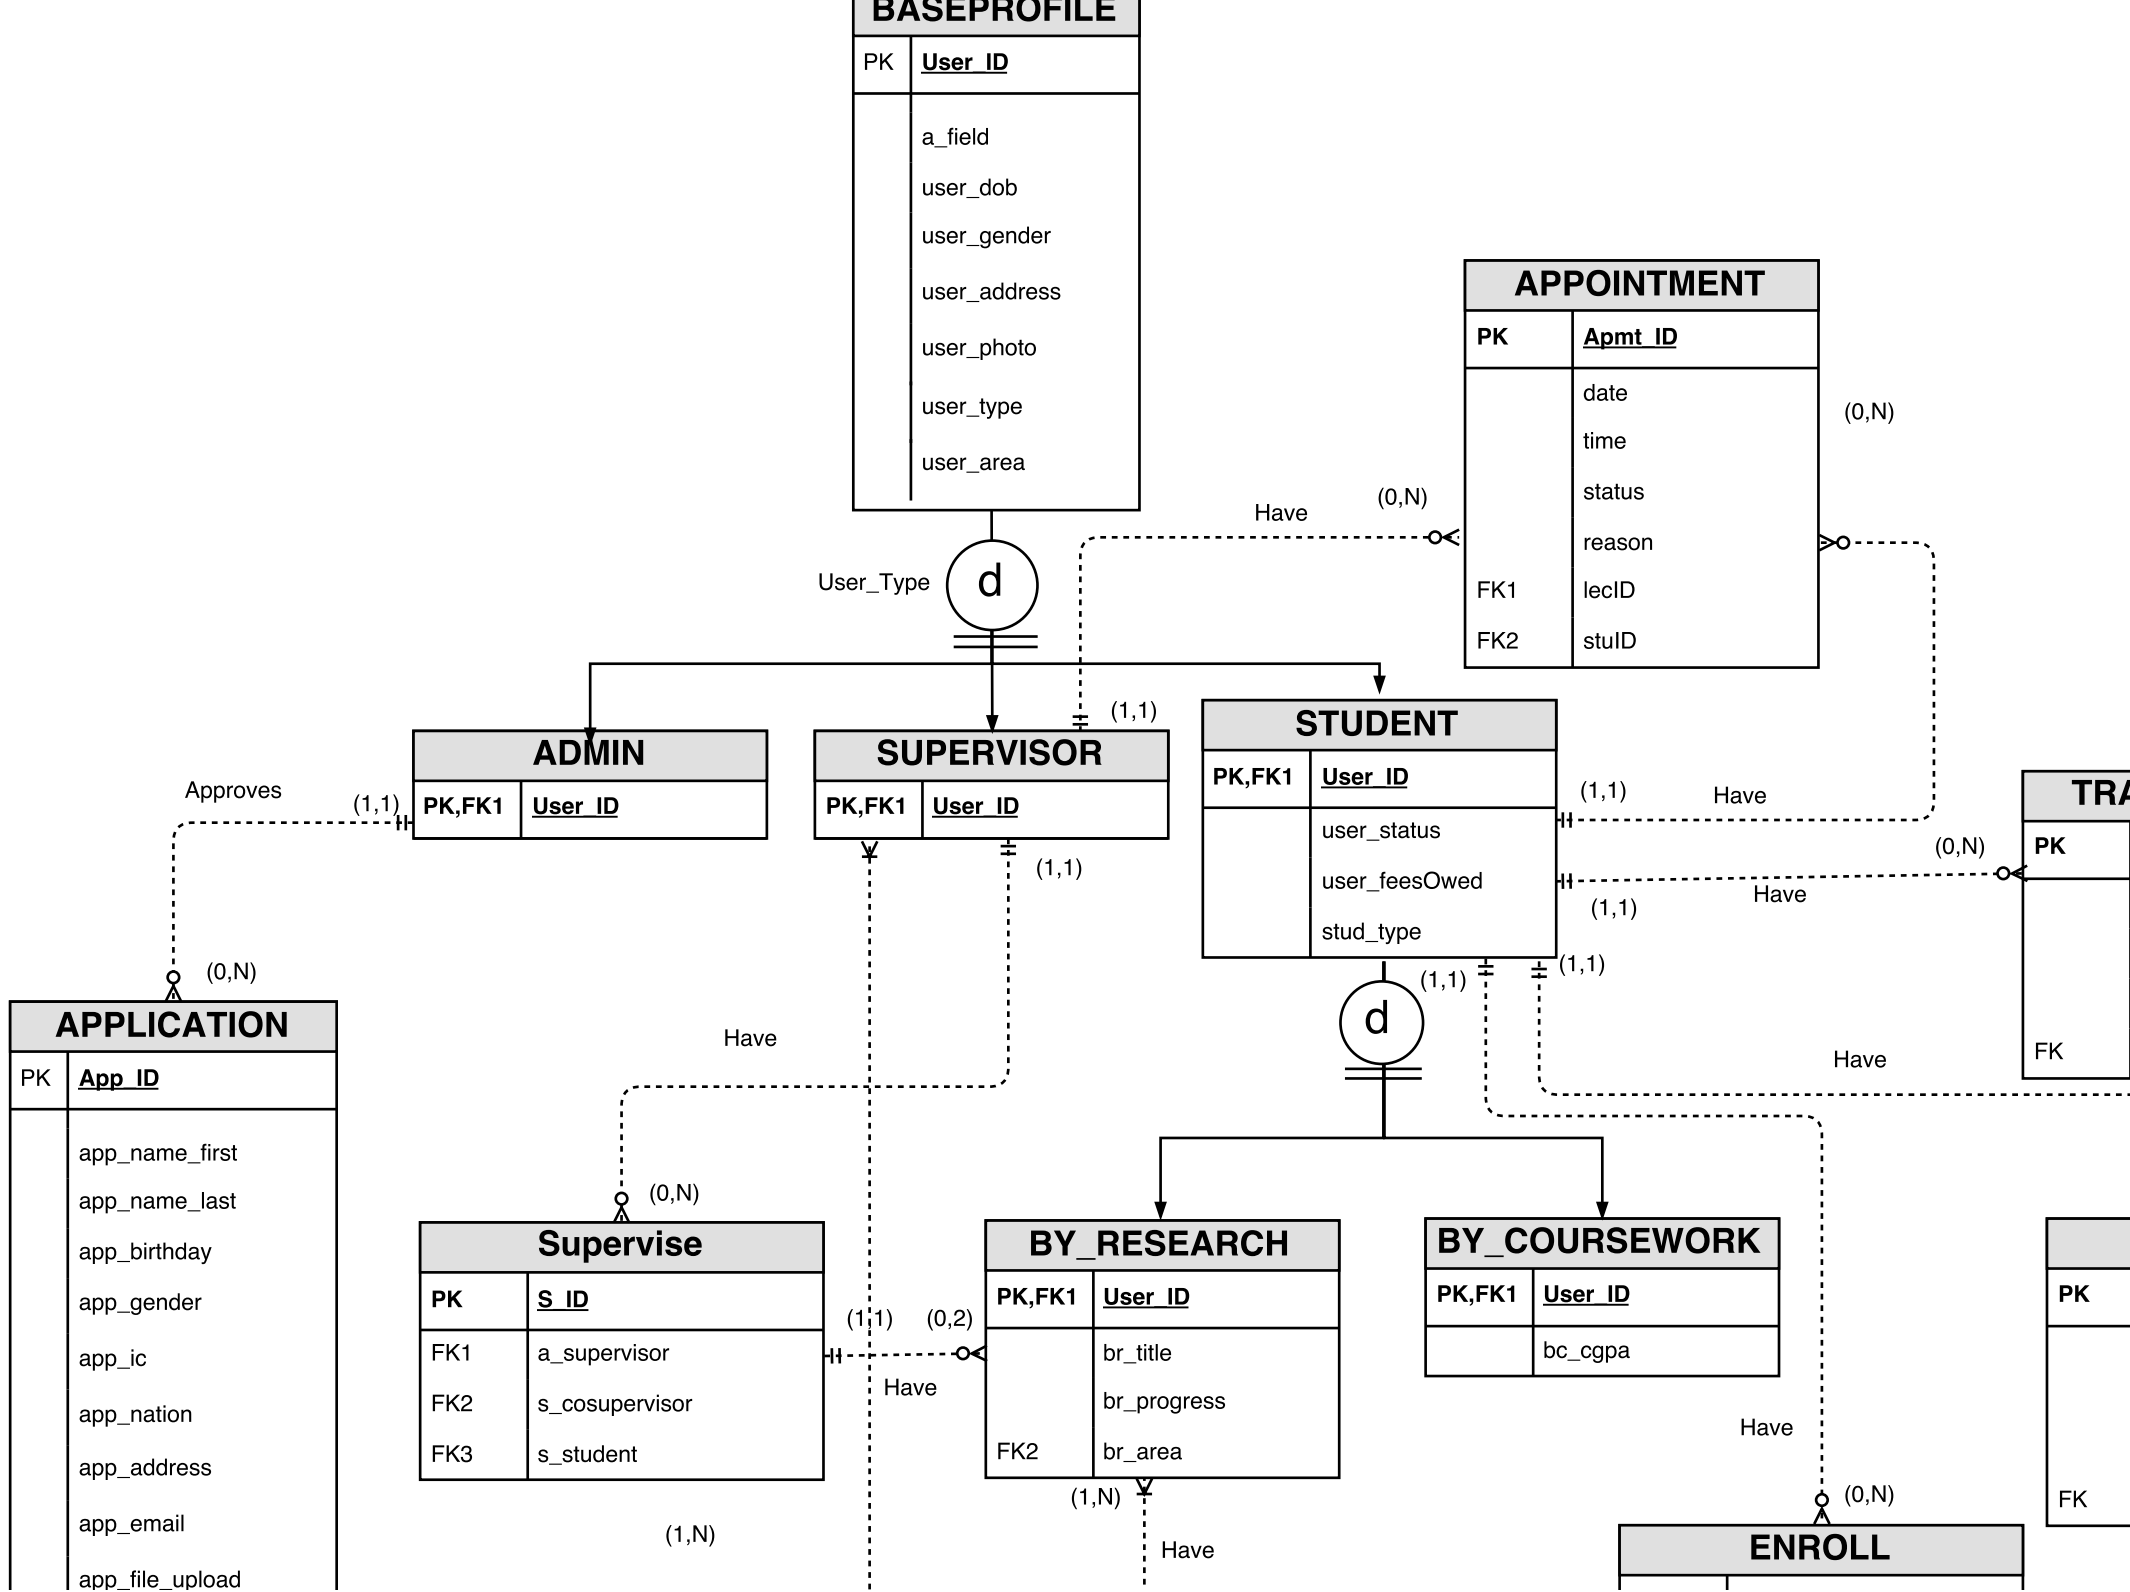 BASEPROFILE
PK User_ID
a_field
user_dob
user_gender
user_address
user_photo
user_type
user_area
User_Type
d
APPOINTMENT
PK Apmt_ID
date
time
status
reason
FK1 lecID
FK2 stuID
(0,N)
Have
(0,N)
(1,1)
ADMIN
PK,FK1 User_ID
SUPERVISOR
PK,FK1 User_ID
STUDENT
PK,FK1 User_ID
user_status
user_feesOwed
stud_type
(1,1)
Have
(0,N)
Have
(1,1)
PK
FK
Approves
(1,1)
(0,N)
(1,1)
Have
(1,1)
(1,1)
d
Have
APPLICATION
PK App_ID
app_name_first
app_name_last
app_birthday
app_gender
app_ic
app_nation
app_address
app_email
app_file_upload
(0,N)
Supervise
PK S_ID
FK1 a_supervisor
FK2 s_cosupervisor
FK3 s_student
(1,1)
(0,2)
Have
(1,N)
BY_RESEARCH
PK,FK1 User_ID
br_title
br_progress
FK2 br_area
(1,N)
Have
BY_COURSEWORK
PK,FK1 User_ID
bc_cgpa
Have
(0,N)
ENROLL
PK
FK